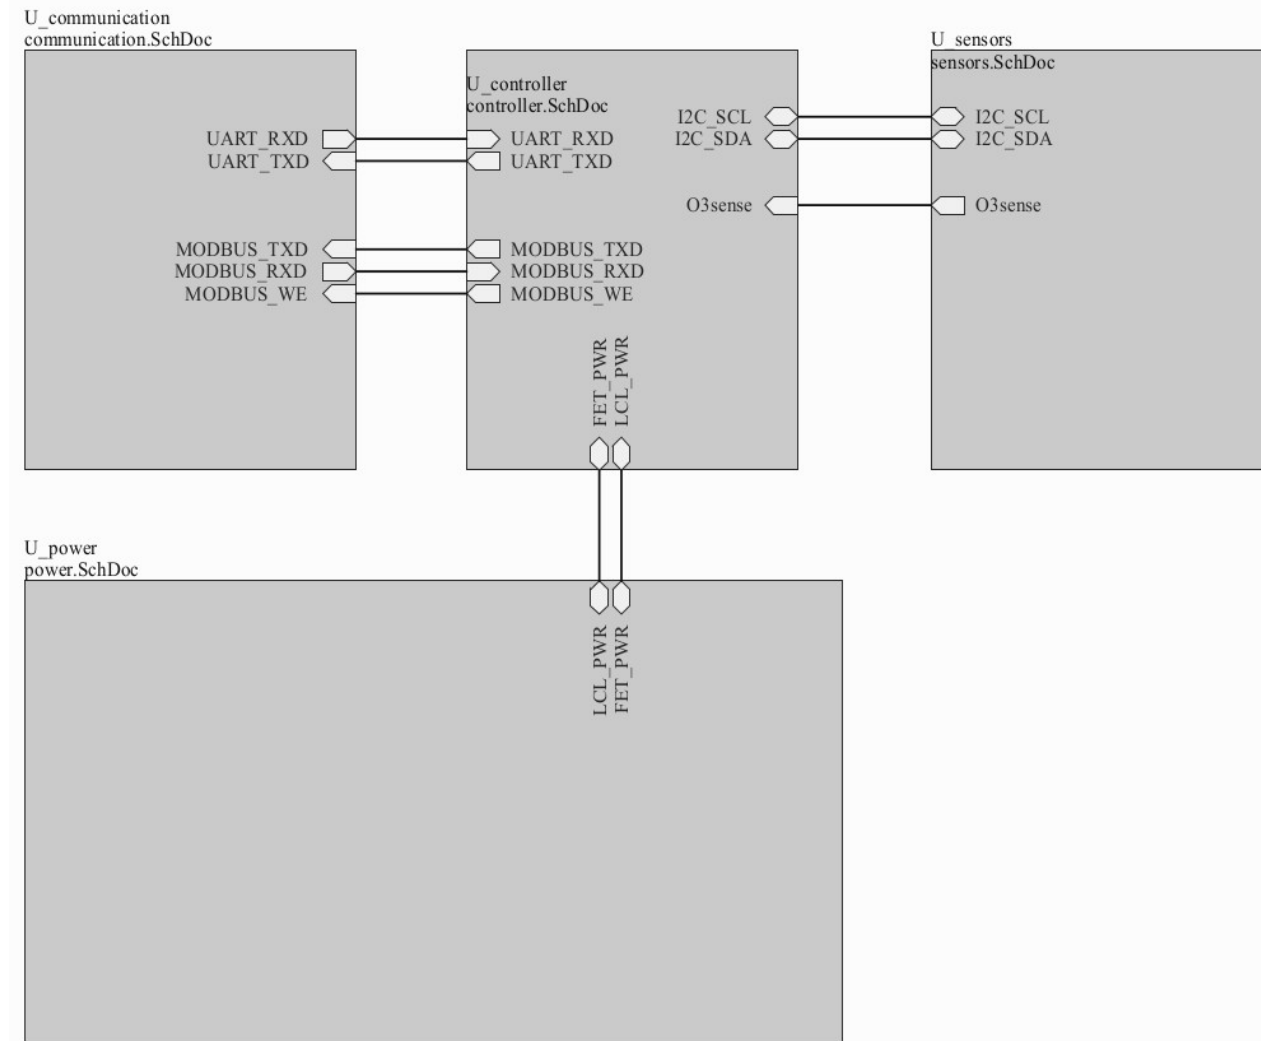 U_communication
communication.SchDoc
U_controller
controller.SchDoc
U_sensors
sensors.SchDoc
UART_RXD
UART_TXD
MODBUS_TXD
MODBUS_RXD
MODBUS_WE
UART_RXD
UART_TXD
MODBUS_TXD
MODBUS_RXD
MODBUS_WE
I2C_SCL
I2C_SDA
O3sense
I2C_SCL
I2C_SDA
O3sense
FET_PWR
LCL_PWR
U_power
power.SchDoc
LCL_PWR
FET_PWR